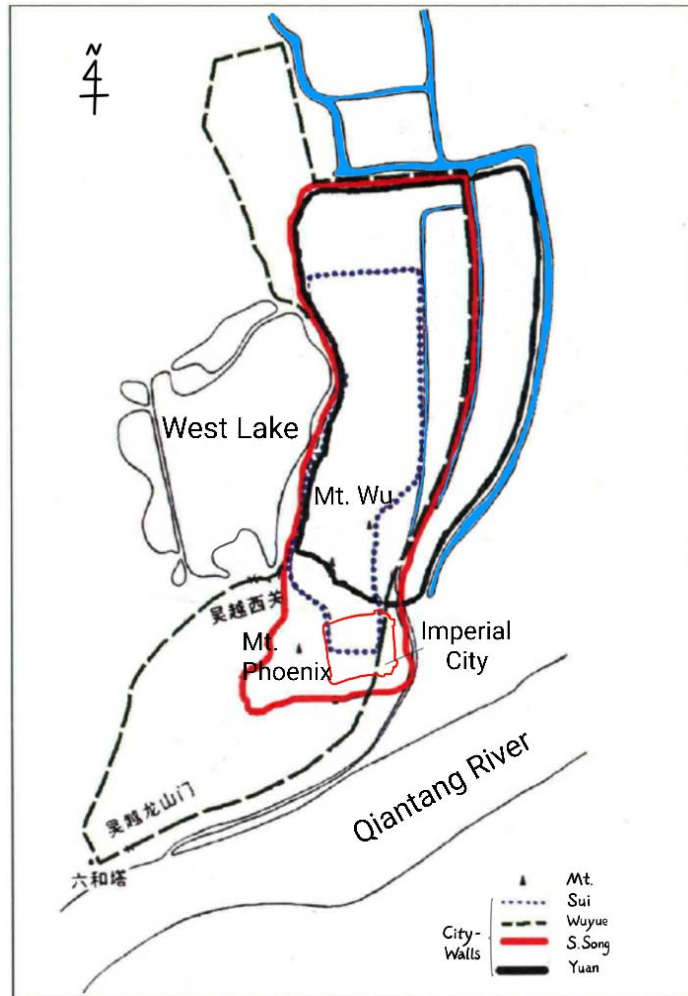 N
West Lake
Mt. Wu
吴越西关
Mt.
Phoenix
Imperial
City
吴越龙山门
Qiantang River
六和塔
Mt.
Sui
Wuyue
City-
Walls
S.Song
Yuan